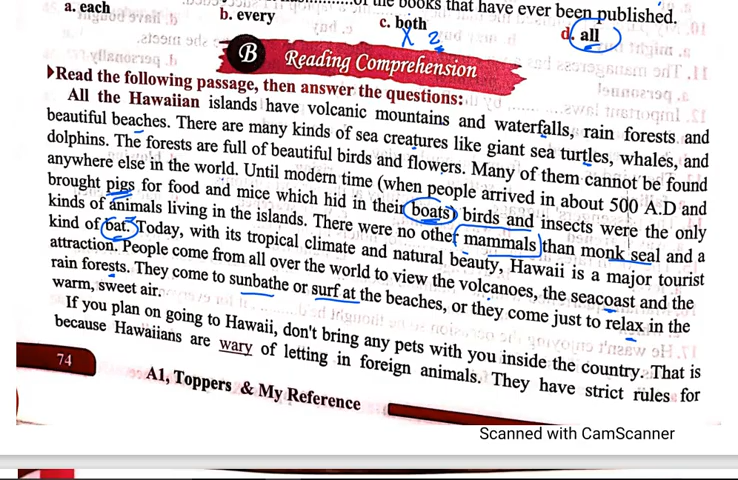 of the books that have ever been published.
a. each b. every c. both d. all
X 2
B Reading Comprehension
Read the following passage, then answer the questions:
All the Hawaiian islands have volcanic mountains and waterfalls, rain forests and
beautiful beaches. There are many kinds of sea creatures like giant sea turtles, whales, and
dolphins. The forests are full of beautiful birds and flowers. Many of them cannot be found
anywhere else in the world. Until modern time (when people arrived in about 500 A.D and
brought pigs for food and mice which hid in their boats) birds and insects were the only
kinds of animals living in the islands. There were no other mammals than monk seal and a
kind of bat. Today, with its tropical climate and natural beauty, Hawaii is a major tourist
attraction. People come from all over the world to view the volcanoes, the seacoast and the
rain forests. They come to sunbathe or surf at the beaches, or they come just to relax in the
warm, sweet air.
If you plan on going to Hawaii, don't bring any pets with you inside the country. That is
because Hawaiians are wary of letting in foreign animals. They have strict rules for
74
A1, Toppers & My Reference
Scanned with CamScanner